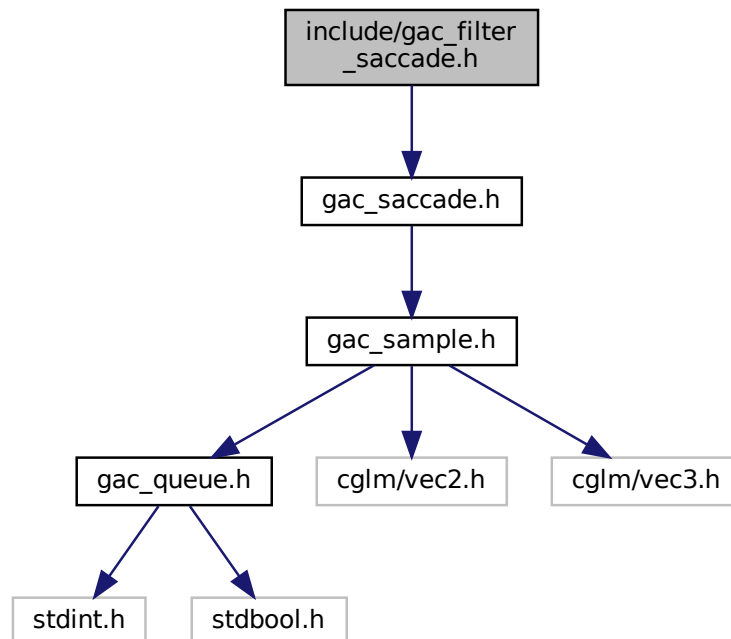 include/gac_filter
_saccade.h
gac_saccade.h
gac_sample.h
gac_queue.h
cglm/vec2.h
cglm/vec3.h
stdint.h
stdbool.h